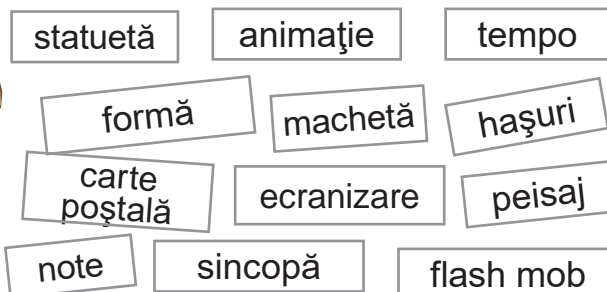 statuetă animaţie tempo
formă machetă haşuri
carte
poştală
ecranizare peisaj
note sincopă flash mob